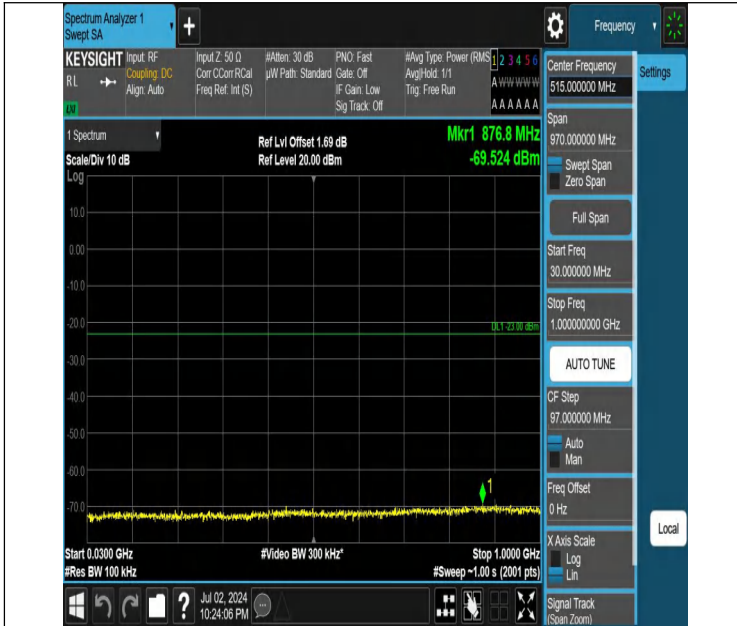 Spectrum Analyzer 1
Swept SA
+
Frequency
KEYSIGHT
RL
Input: RF
Coupling: DC
Align: Auto
Input Z: 50 Ω
Corr CCorr RCal
Freq Ref: Int (S)
#Atten: 30 dB
µW Path: Standard
PNO: Fast
Gate: Off
IF Gain: Low
Sig Track: Off
#Avg Type: Power (RMS
Avg|Hold: 1/1
Trig: Free Run
1 2 3 4 5 6
A W W W W W
A A A A A A
1 Spectrum
Scale/Div 10 dB
Ref Lvl Offset 1.69 dB
Ref Level 20.00 dBm
Mkr1 876.8 MHz
-69.524 dBm
Log
10.0
0.00
-10.0
-20.0
DL1 -23.00 dBm
-30.0
-40.0
-50.0
-60.0
-70.0
1
Start 0.0300 GHz
#Res BW 100 kHz
#Video BW 300 kHz*
Stop 1.0000 GHz
#Sweep ~1.00 s (2001 pts)
?
Jul 02, 2024
10:24:06 PM
Center Frequency
515.000000 MHz
Settings
Span
970.000000 MHz
Swept Span
Zero Span
Full Span
Start Freq
30.000000 MHz
Stop Freq
1.000000000 GHz
AUTO TUNE
CF Step
97.000000 MHz
Auto
Man
Freq Offset
0 Hz
Local
X Axis Scale
Log
Lin
Signal Track
(Span Zoom)